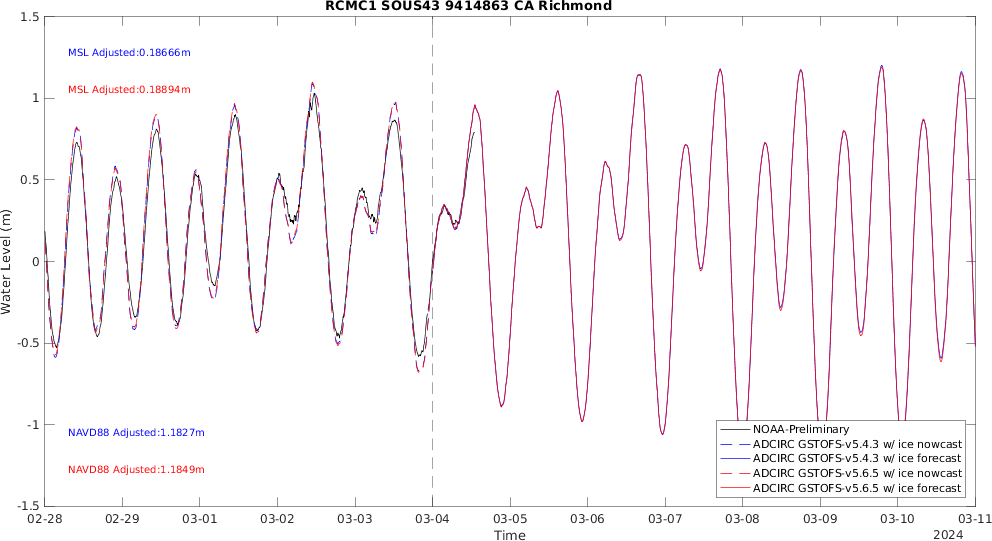 RCMC1 SOUS43 9414863 CA Richmond
1.5
MSL Adjusted:0.18666m
MSL Adjusted:0.18894m
1
0.5
Water Level (m)
0
-0.5
-1
NAVD88 Adjusted:1.1827m
NAVD88 Adjusted:1.1849m
-1.5
NOAA-Preliminary
ADCIRC GSTOFS-v5.4.3 w/ ice nowcast
ADCIRC GSTOFS-v5.4.3 w/ ice forecast
ADCIRC GSTOFS-v5.6.5 w/ ice nowcast
ADCIRC GSTOFS-v5.6.5 w/ ice forecast
02-28 02-29 03-01 03-02 03-03 03-04 03-05 03-06 03-07 03-08 03-09 03-10 03-11
Time
2024